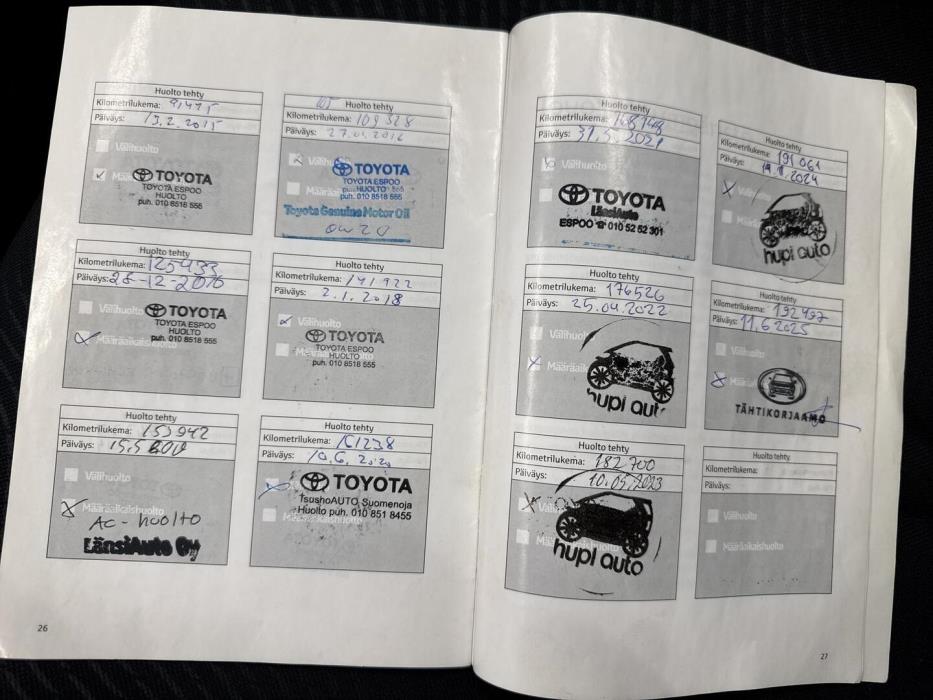 Huolto tehty
Kilometrilukema: 91475
Päiväys: 13.2.2015
Välihuolto
TOYOTA
TOYOTA ESPOO
HUOLTO
puh. 010 8518 555
Huolto tehty
Kilometrilukema: 109328
Päiväys: 27.01.2016
TOYOTA
TOYOTA ESPOO
HUOLTO
puh. 010 8518 555
Toyota Genuine Motor Oil
0W20
Huolto tehty
Kilometrilukema: 125433
Päiväys: 28-12-2016
Välihuolto
Määräaikaishuolto
TOYOTA
TOYOTA ESPOO
HUOLTO
puh. 010 8518 555
Huolto tehty
Kilometrilukema: 141922
Päiväys: 2.1.2018
Välihuolto
TOYOTA
TOYOTA ESPOO
HUOLTO
puh. 010 8518 555
Huolto tehty
Kilometrilukema: 153942
Päiväys:
Välihuolto
Määräaikaishuolto
AC-huolto
LänsiAuto Oy
Huolto tehty
Kilometrilukema: 161238
Päiväys: 10.6.2020
TOYOTA
TsushoAUTO Suomenoja
Huolto puh. 010 851 8455
Määräaikaishuolto
26
Huolto tehty
Kilometrilukema: 168148
Päiväys: 31.5.2021
Välihuolto
TOYOTA
LänsiAuto
ESPOO ☎ 010 52 52 301
Huolto tehty
Kilometrilukema: 191061
Päiväys: 2024
hupi auto
Huolto tehty
Kilometrilukema: 176526
Päiväys: 25.04.2022
Välihuolto
hupi auto
Huolto tehty
Kilometrilukema: 192497
Päiväys: 11.6.2025
Välihuolto
TÄHTIKORJAAMO
Huolto tehty
Kilometrilukema: 182700
Päiväys: 10.05.2023
hupi auto
Huolto tehty
Kilometrilukema:
Päiväys:
Välihuolto
Määräaikaishuolto
27